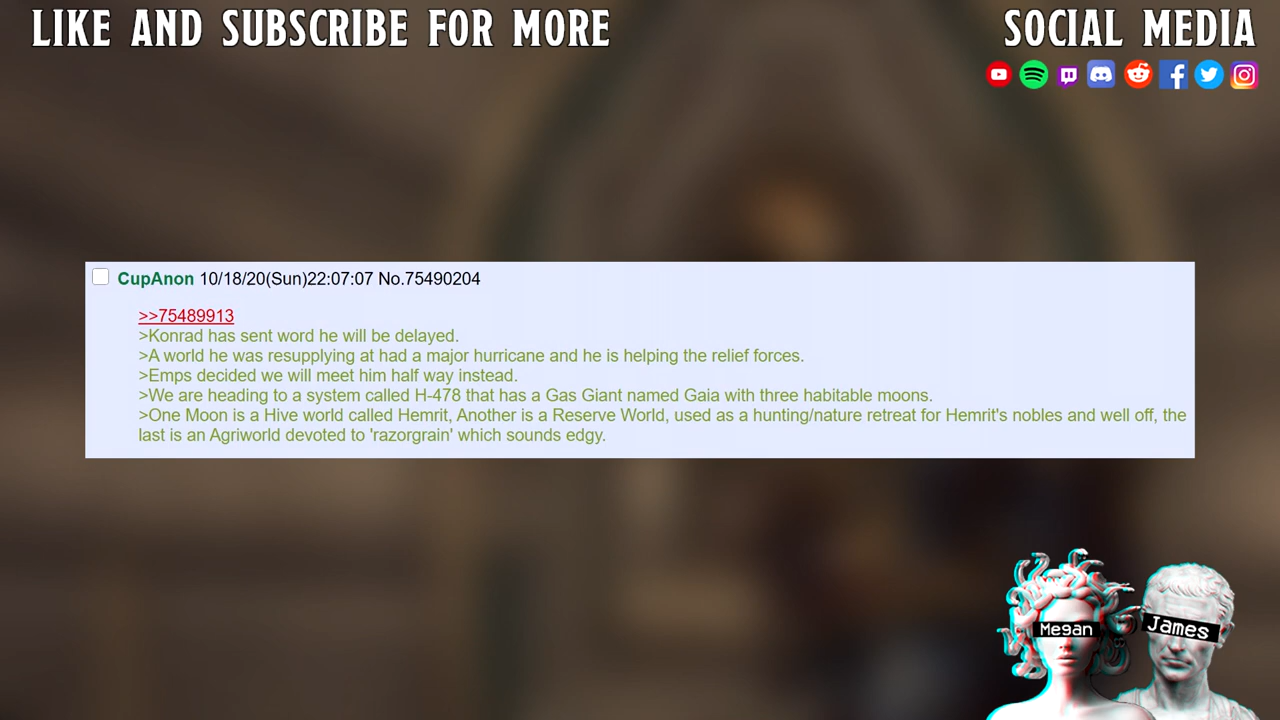 LIKE AND SUBSCRIBE FOR MORE
SOCIAL MEDIA
CupAnon 10/18/20(Sun)22:07:07 No.75490204
>>75489913
>Konrad has sent word he will be delayed.
>A world he was resupplying at had a major hurricane and he is helping the relief forces.
>Emps decided we will meet him half way instead.
>We are heading to a system called H-478 that has a Gas Giant named Gaia with three habitable moons.
>One Moon is a Hive world called Hemrit, Another is a Reserve World, used as a hunting/nature retreat for Hemrit's nobles and well off, the
last is an Agriworld devoted to 'razorgrain' which sounds edgy.
Megan
James